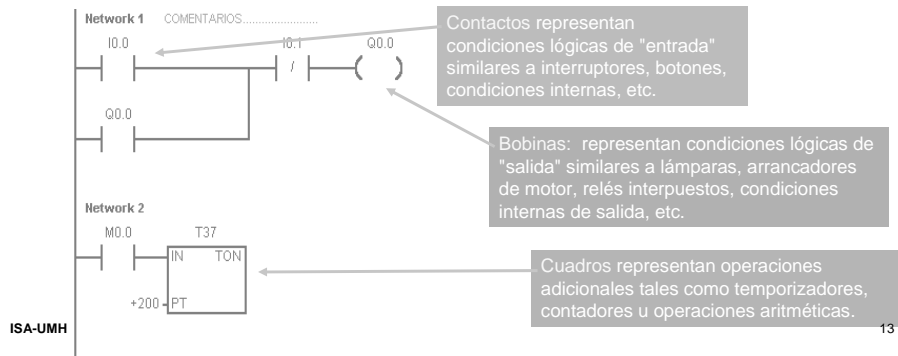 Network 1 COMENTARIOS........................
I0.0 I0.1 Q0.0
/
Q0.0
Contactos representan
condiciones lógicas de "entrada"
similares a interruptores, botones,
condiciones internas, etc.
Bobinas: representan condiciones lógicas de
"salida" similares a lámparas, arrancadores
de motor, relés interpuestos, condiciones
internas de salida, etc.
Network 2
M0.0 T37
IN TON
+200 PT
Cuadros representan operaciones
adicionales tales como temporizadores,
contadores u operaciones aritméticas.
ISA-UMH 13